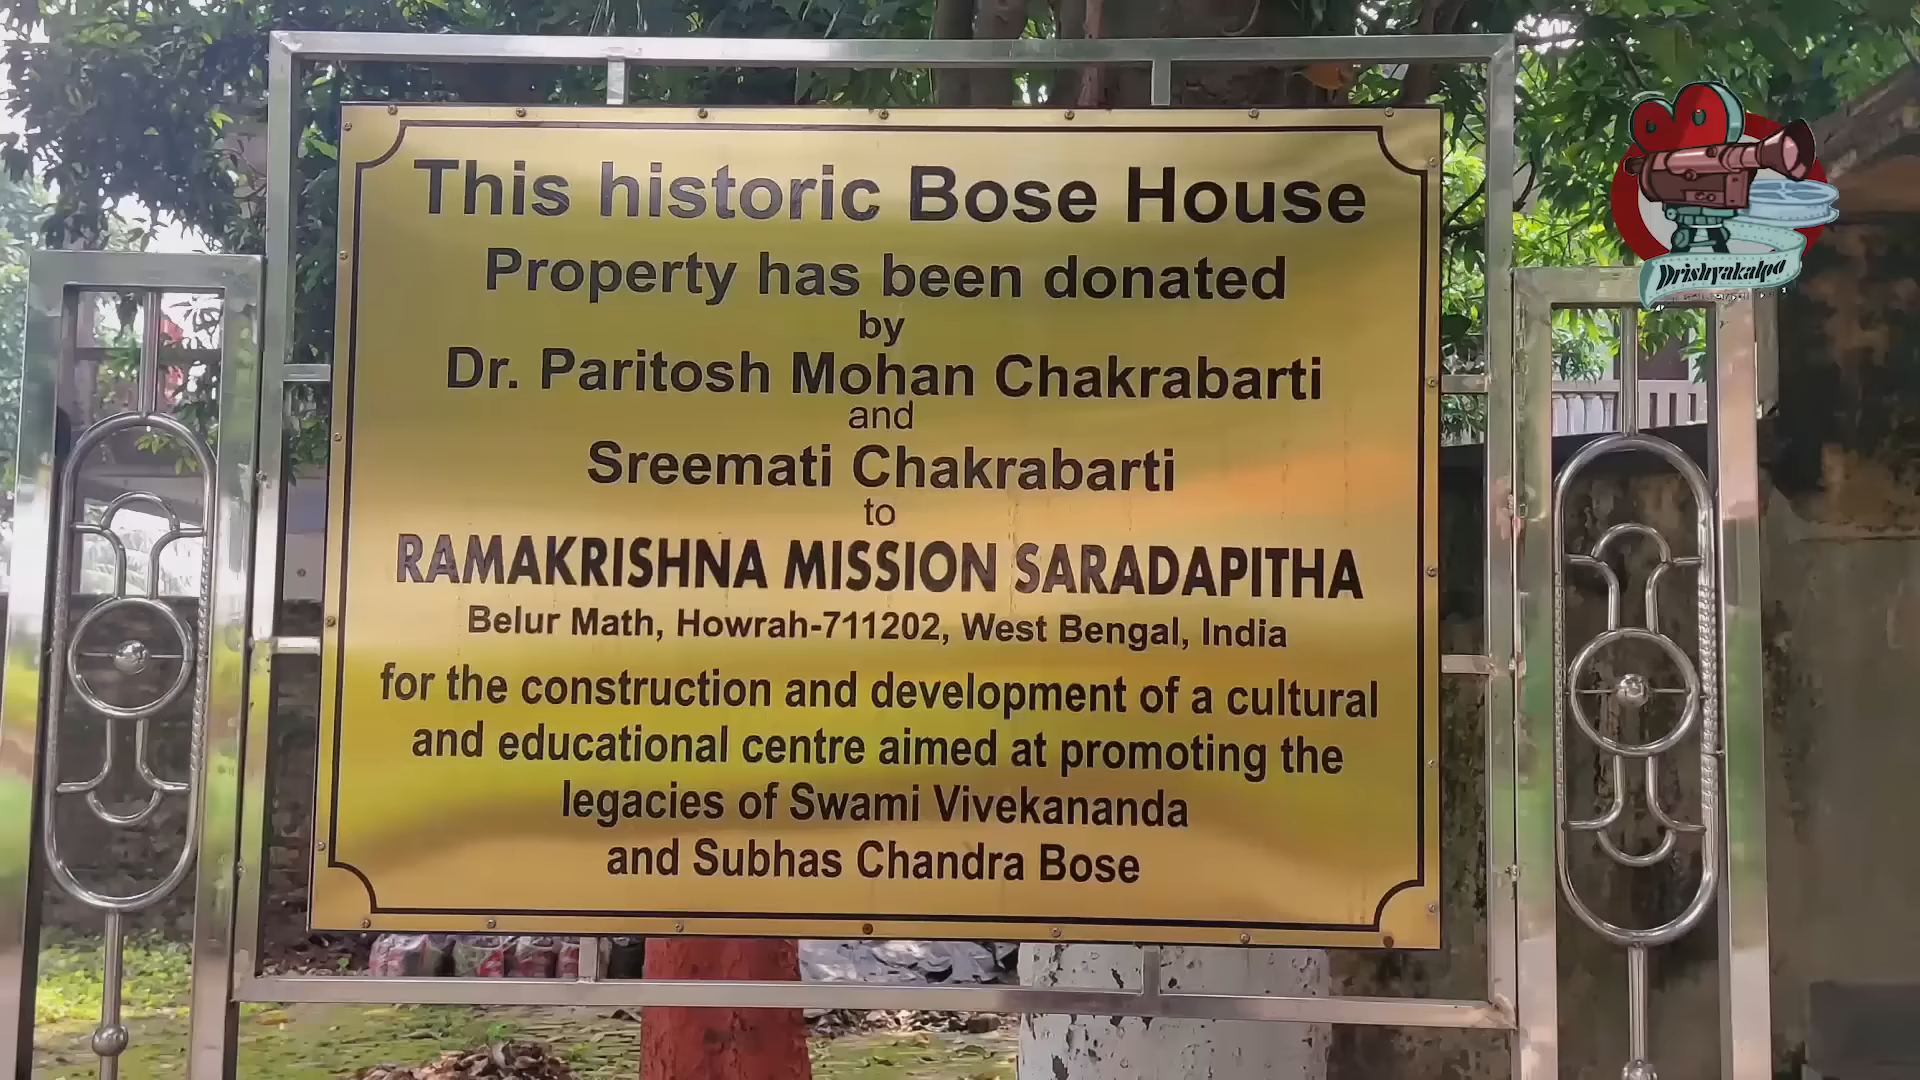 This historic Bose House
Property has been donated
by
Dr. Paritosh Mohan Chakrabarti
and
Sreemati Chakrabarti
to
RAMAKRISHNA MISSION SARADAPITHA
Belur Math, Howrah-711202, West Bengal, India
for the construction and development of a cultural
and educational centre aimed at promoting the
legacies of Swami Vivekananda
and Subhas Chandra Bose
Drishyakalpa